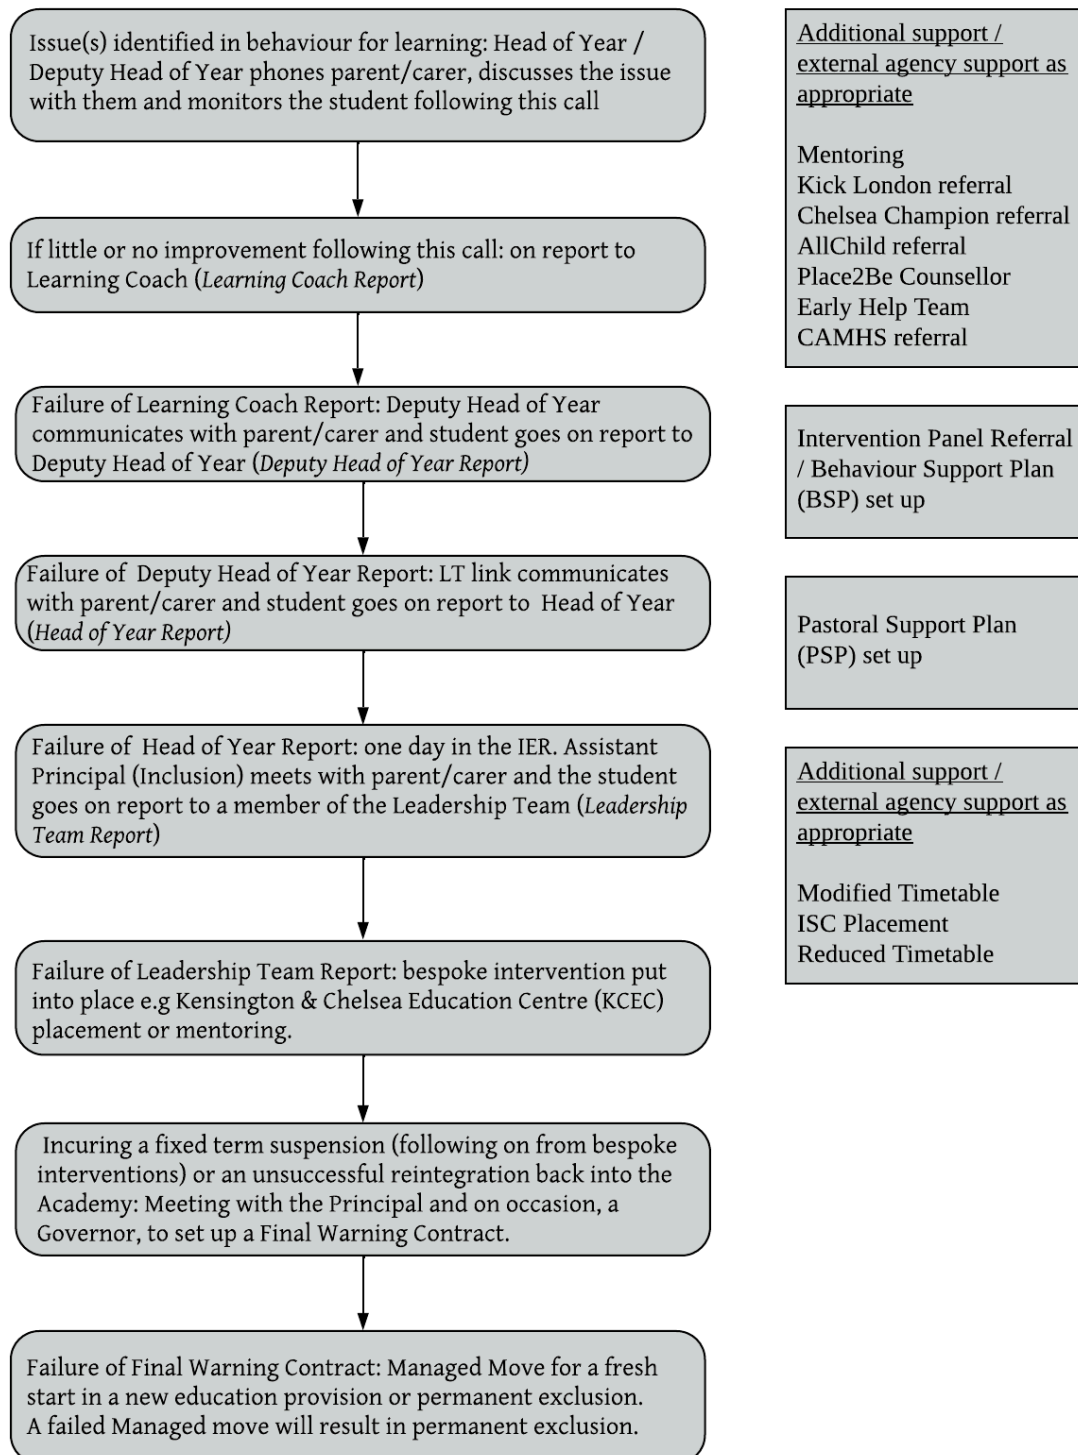 Issue(s) identified in behaviour for learning: Head of Year /
Deputy Head of Year phones parent/carer, discusses the issue
with them and monitors the student following this call
If little or no improvement following this call: on report to
Learning Coach (Learning Coach Report)
Failure of Learning Coach Report: Deputy Head of Year
communicates with parent/carer and student goes on report to
Deputy Head of Year (Deputy Head of Year Report)
Failure of Deputy Head of Year Report: LT link communicates
with parent/carer and student goes on report to Head of Year
(Head of Year Report)
Failure of Head of Year Report: one day in the IER. Assistant
Principal (Inclusion) meets with parent/carer and the student
goes on report to a member of the Leadership Team (Leadership
Team Report)
Failure of Leadership Team Report: bespoke intervention put
into place e.g Kensington & Chelsea Education Centre (KCEC)
placement or mentoring.
Incuring a fixed term suspension (following on from bespoke
interventions) or an unsuccessful reintegration back into the
Academy: Meeting with the Principal and on occasion, a
Governor, to set up a Final Warning Contract.
Failure of Final Warning Contract: Managed Move for a fresh
start in a new education provision or permanent exclusion.
A failed Managed move will result in permanent exclusion.
Additional support /
external agency support as
appropriate
Mentoring
Kick London referral
Chelsea Champion referral
AllChild referral
Place2Be Counsellor
Early Help Team
CAMHS referral
Intervention Panel Referral
/ Behaviour Support Plan
(BSP) set up
Pastoral Support Plan
(PSP) set up
Additional support /
external agency support as
appropriate
Modified Timetable
ISC Placement
Reduced Timetable